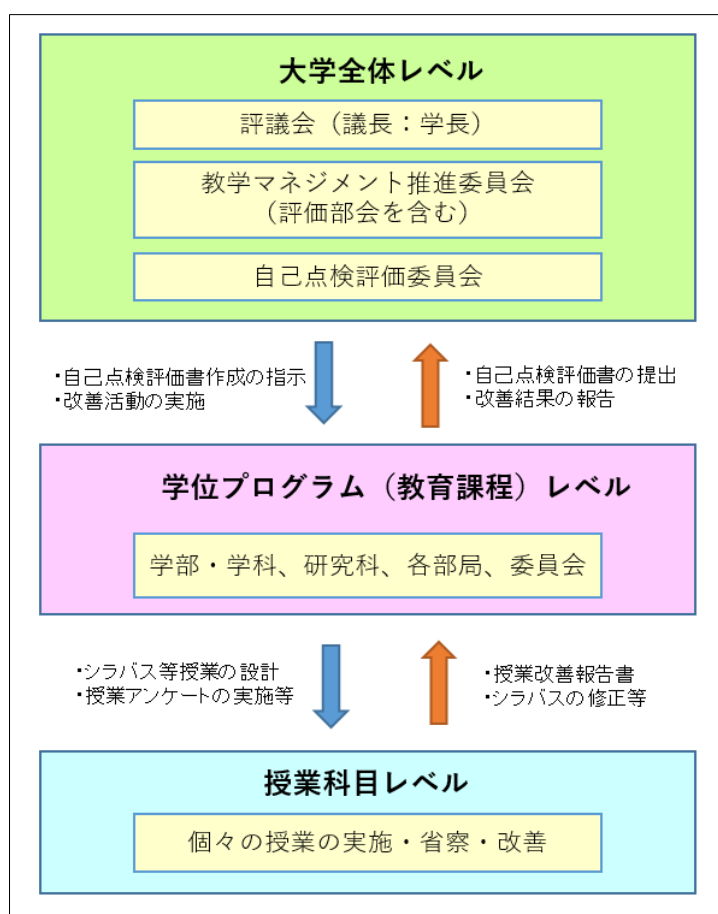 大学全体レベル
評議会（議長：学長）
教学マネジメント推進委員会
（評価部会を含む）
自己点検評価委員会
・自己点検評価書作成の指示
・改善活動の実施
・自己点検評価書の提出
・改善結果の報告
学位プログラム（教育課程）レベル
学部・学科、研究科、各部局、委員会
・シラバス等授業の設計
・授業アンケートの実施等
・授業改善報告書
・シラバスの修正等
授業科目レベル
個々の授業の実施・省察・改善